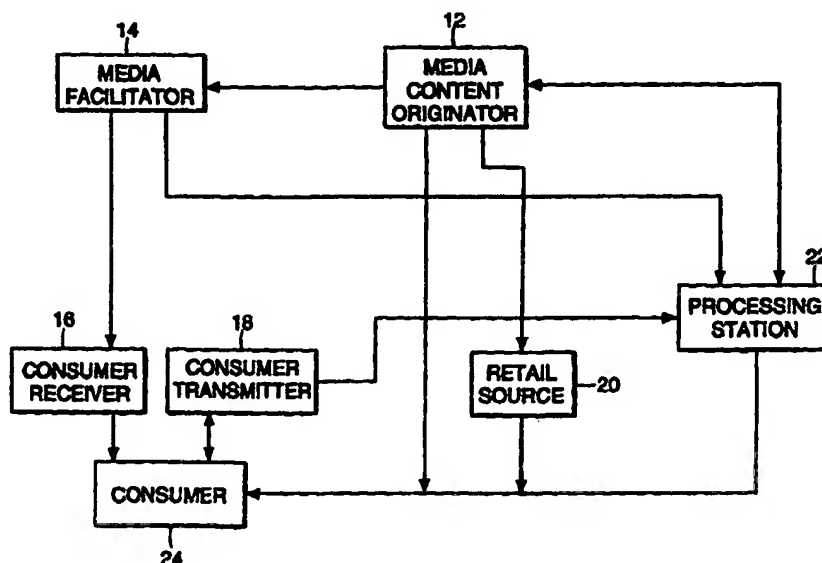 12
14
MEDIA
FACILITATOR
MEDIA
CONTENT
ORIGINATOR
22
PROCESSING
STATION
16
18
CONSUMER
RECEIVER
CONSUMER
TRANSMITTER
RETAIL
SOURCE
20
CONSUMER
24